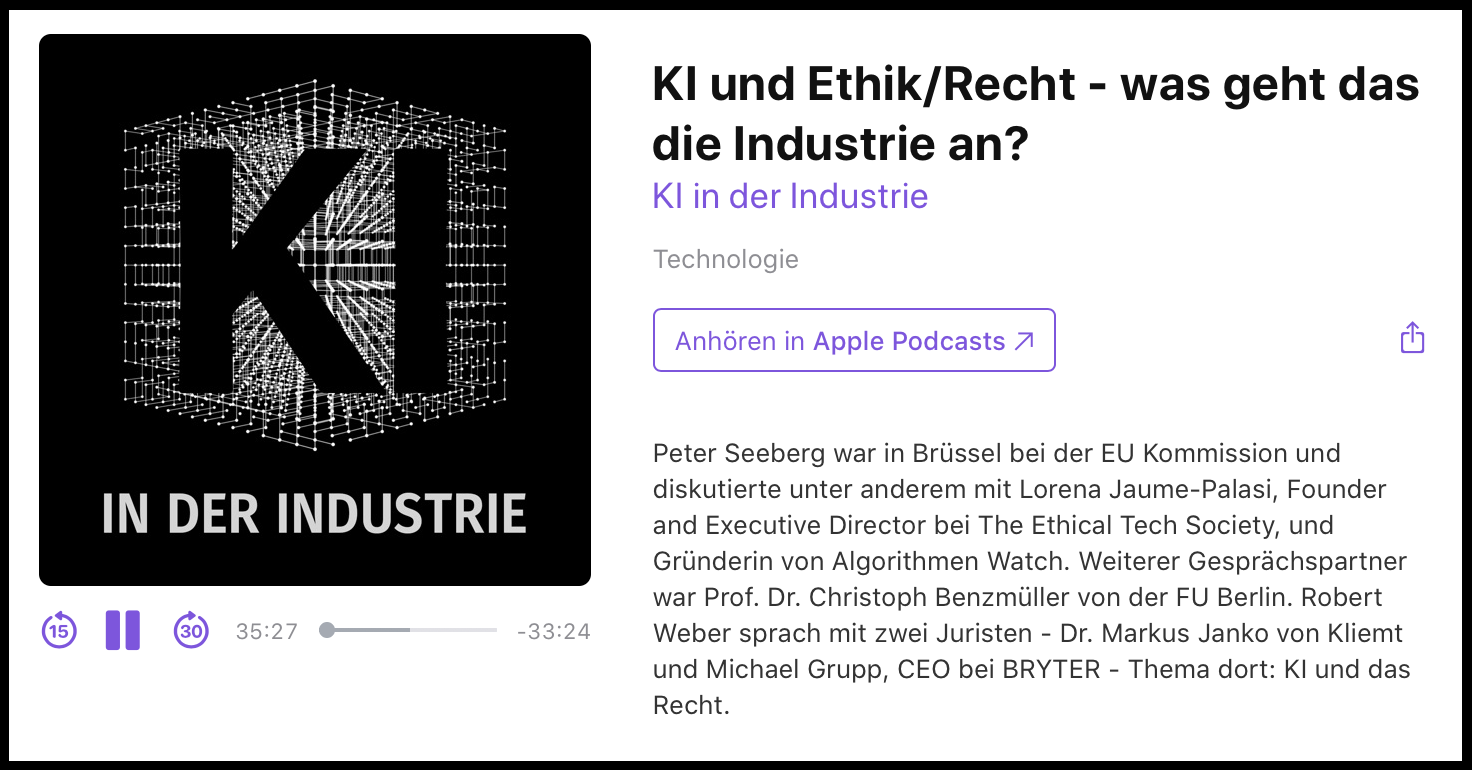 KI
IN DER INDUSTRIE
15
30
35:27
-33:24
KI und Ethik/Recht - was geht das
die Industrie an?
KI in der Industrie
Technologie
Anhören in Apple Podcasts
Peter Seeberg war in Brüssel bei der EU Kommission und
diskutierte unter anderem mit Lorena Jaume-Palasi, Founder
and Executive Director bei The Ethical Tech Society, und
Gründerin von Algorithmen Watch. Weiterer Gesprächspartner
war Prof. Dr. Christoph Benzmüller von der FU Berlin. Robert
Weber sprach mit zwei Juristen - Dr. Markus Janko von Kliemt
und Michael Grupp, CEO bei BRYTER - Thema dort: KI und das
Recht.